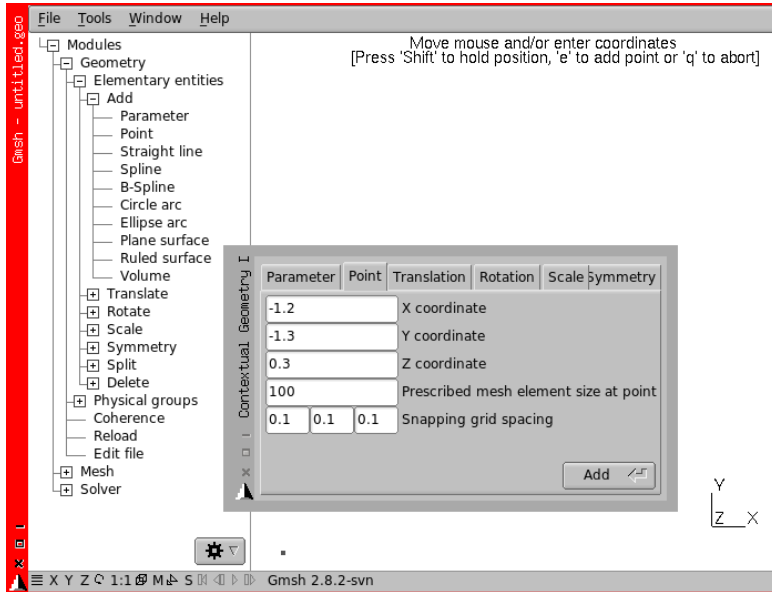 Gmsh - untitled.geo
File Tools Window Help
Modules
Geometry
Elementary entities
Add
Parameter
Point
Straight line
Spline
B-Spline
Circle arc
Ellipse arc
Plane surface
Ruled surface
Volume
Translate
Rotate
Scale
Symmetry
Split
Delete
Physical groups
Coherence
Reload
Edit file
Mesh
Solver
Move mouse and/or enter coordinates
[Press 'Shift' to hold position, 'e' to add point or 'q' to abort]
Contextual Geometry
Parameter Point Translation Rotation Scale Symmetry
-1.2 X coordinate
-1.3 Y coordinate
0.3 Z coordinate
100 Prescribed mesh element size at point
0.1 0.1 0.1 Snapping grid spacing
Add
Y
Z X
X Y Z 1:1 M S Gmsh 2.8.2-svn